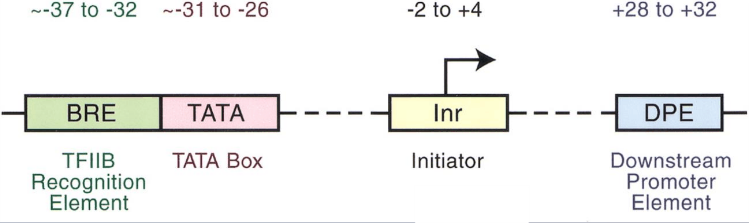 ~-37 to -32 ~-31 to -26 -2 to +4 +28 to +32
BRE TATA Inr DPE
TFIIB TATA Box Initiator Downstream
Recognition Promoter
Element Element